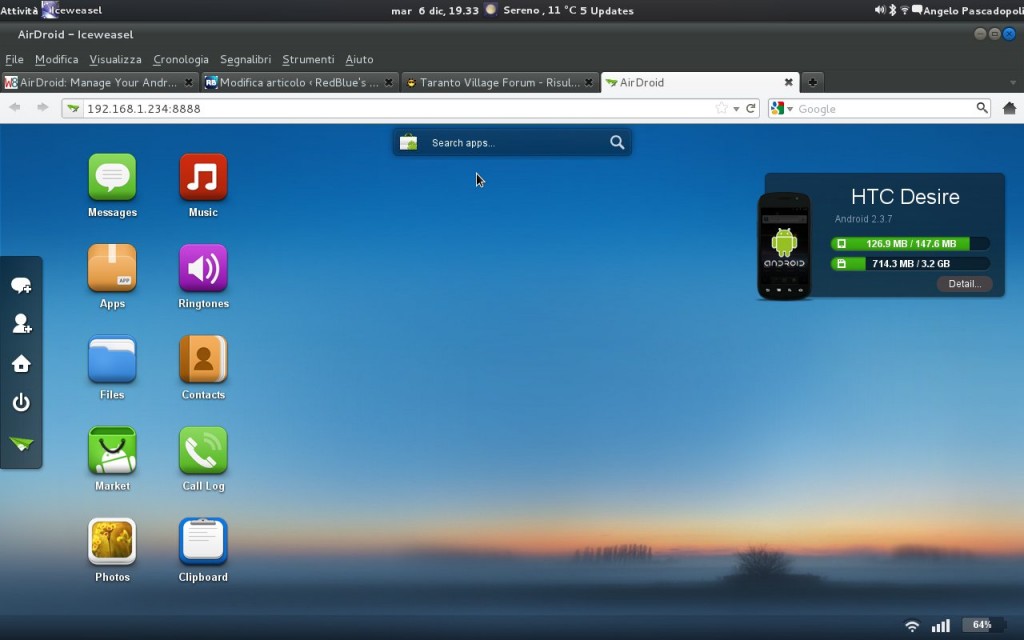 Attività Iceweasel mar 6 dic, 19.33 Sereno , 11 °C 5 Updates Angelo Pascadopoli
AirDroid - Iceweasel
File Modifica Visualizza Cronologia Segnalibri Strumenti Aiuto
AirDroid: Manage Your Andr... Modifica articolo ‹ RedBlue's ... Taranto Village Forum - Risul... AirDroid
192.168.1.234:8888 Google
Search apps...
Messages Music
Apps Ringtones
Files Contacts
Market Call Log
Photos Clipboard
APP
HTC Desire
Android 2.3.7
126.9 MB / 147.6 MB
714.3 MB / 3.2 GB
Detail...
ANDROID
64%